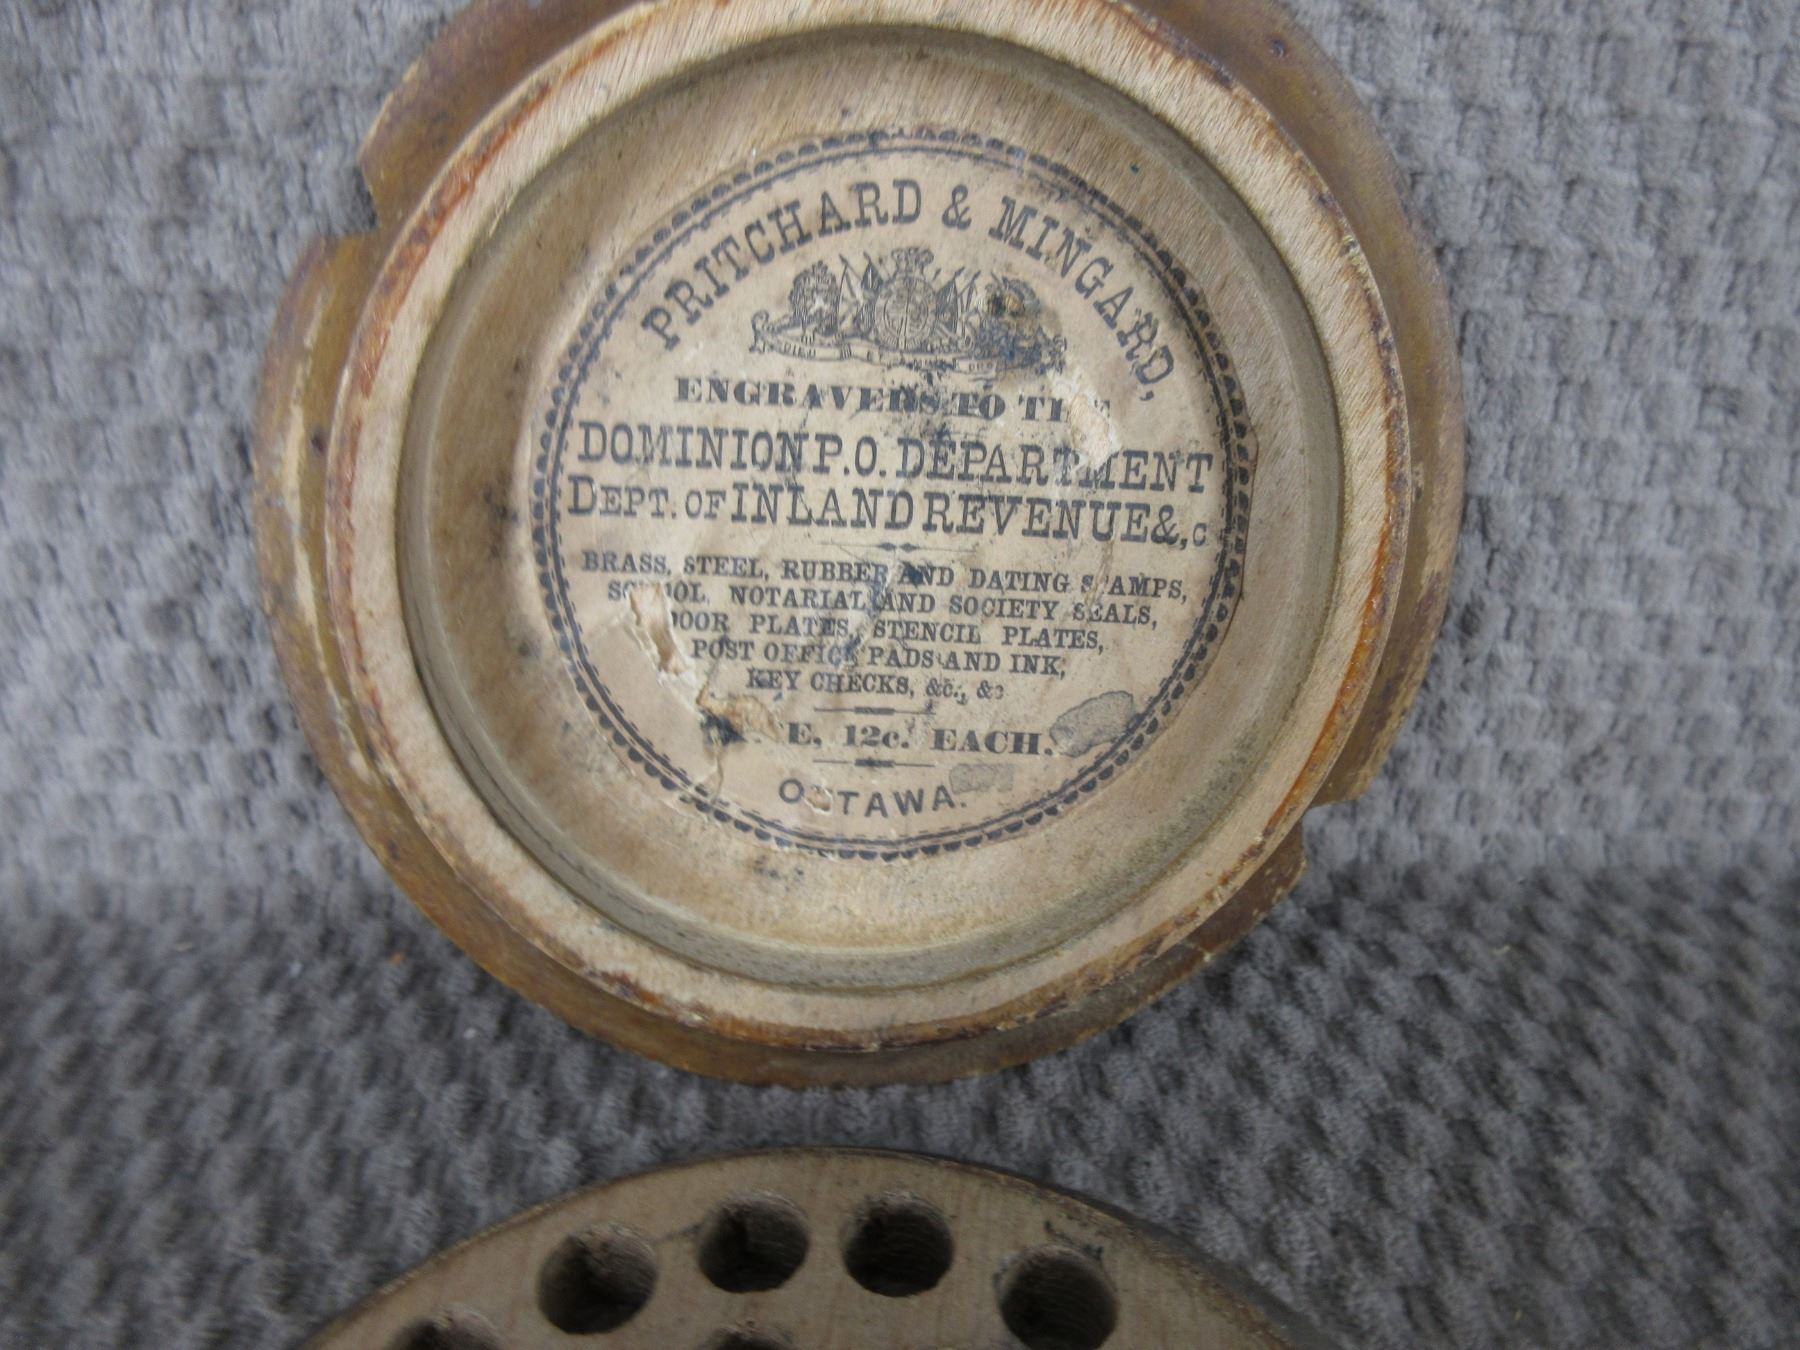 PRITCHARD & MINGARD,
DIEU
ENGRAVERS TO THE
DOMINION P.O. DEPARTMENT
DEPT. OF INLAND REVENUE &,C
BRASS, STEEL, RUBBER AND DATING STAMPS,
SCHOOL, NOTARIAL AND SOCIETY SEALS,
DOOR PLATES, STENCIL PLATES,
POST OFFICE PADS AND INK,
KEY CHECKS, &c., &c
12c. EACH.
OTTAWA.